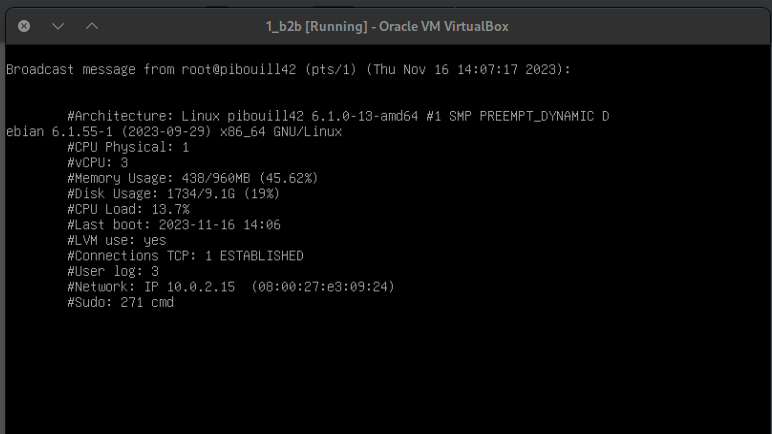 1_b2b [Running] - Oracle VM VirtualBox
Broadcast message from root@pibouill42 (pts/1) (Thu Nov 16 14:07:17 2023):
#Architecture: Linux pibouill42 6.1.0-13-amd64 #1 SMP PREEMPT_DYNAMIC D
ebian 6.1.55-1 (2023-09-29) x86_64 GNU/Linux
#CPU Physical: 1
#vCPU: 3
#Memory Usage: 438/960MB (45.62%)
#Disk Usage: 1734/9.1G (19%)
#CPU Load: 13.7%
#Last boot: 2023-11-16 14:06
#LVM use: yes
#Connections TCP: 1 ESTABLISHED
#User log: 3
#Network: IP 10.0.2.15  (08:00:27:e3:09:24)
#Sudo: 271 cmd